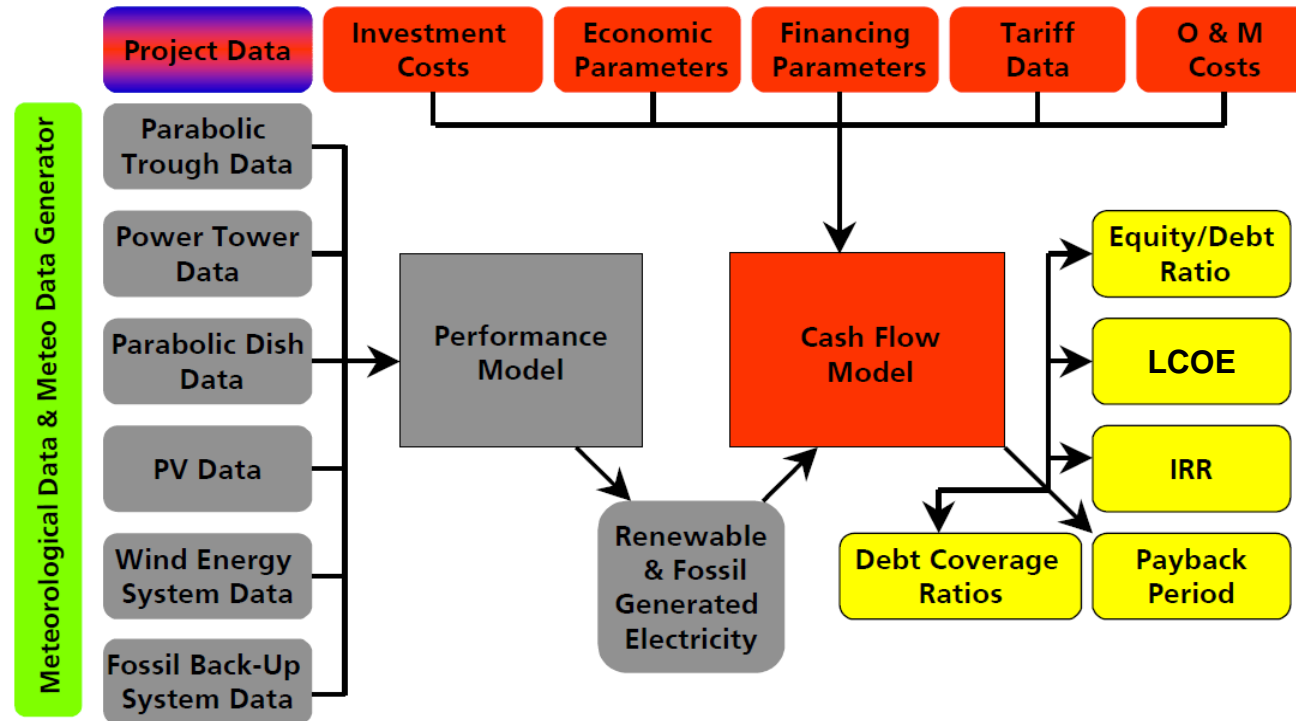 Project Data
Investment
Costs
Economic
Parameters
Financing
Parameters
Tariff
Data
O & M
Costs
Meteorological Data & Meteo Data Generator
Parabolic
Trough Data
Power Tower
Data
Parabolic Dish
Data
PV Data
Wind Energy
System Data
Fossil Back-Up
System Data
Performance
Model
Renewable
& Fossil
Generated
Electricity
Cash Flow
Model
Equity/Debt
Ratio
LCOE
IRR
Debt Coverage
Ratios
Payback
Period